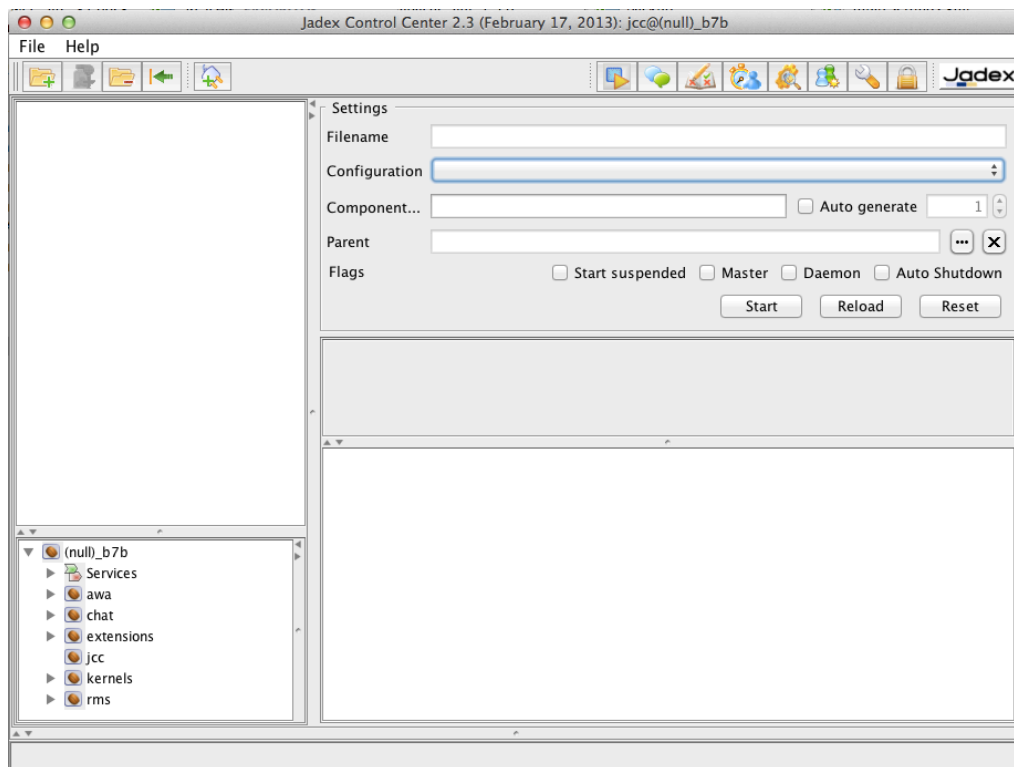 Jadex Control Center 2.3 (February 17, 2013): jcc@(null)_b7b
File Help
Jadex
Settings
Filename
Configuration
Component... Auto generate 1
Parent
Flags Start suspended Master Daemon Auto Shutdown
Start Reload Reset
(null)_b7b
Services
awa
chat
extensions
jcc
kernels
rms